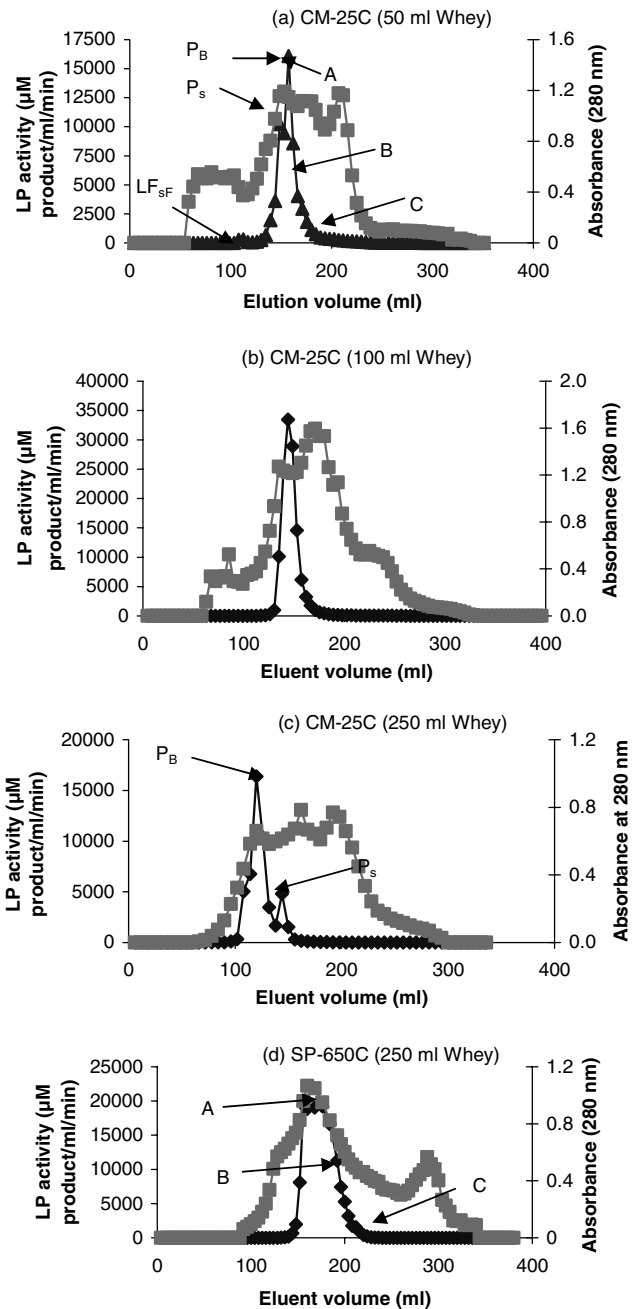 (a) CM-25C (50 ml Whey)
LP activity (µM
product/ml/min)
17500
15000
12500
10000
7500
5000
2500
0
P_B
P_s
LF_sF
A
B
C
1.6
1.2
0.8
0.4
0
Absorbance (280 nm)
0 100 200 300 400
Elution volume (ml)
(b) CM-25C (100 ml Whey)
LP activity (µM
product/ml/min)
40000
35000
30000
25000
20000
15000
10000
5000
0
2.0
1.6
1.2
0.8
0.4
0.0
Absorbance (280 nm)
0 100 200 300 400
Eluent volume (ml)
(c) CM-25C (250 ml Whey)
LP activity (µM
product/ml/min)
20000
15000
10000
5000
0
P_B
P_s
1.2
0.8
0.4
0.0
Absorbance at 280 nm
0 100 200 300 400
Eluent volume (ml)
(d) SP-650C (250 ml Whey)
LP activity (µM
product/ml/min)
25000
20000
15000
10000
5000
0
A
B
C
1.2
1
0.8
0.6
0.4
0.2
0
Absorbance (280 nm)
0 100 200 300 400
Eluent volume (ml)